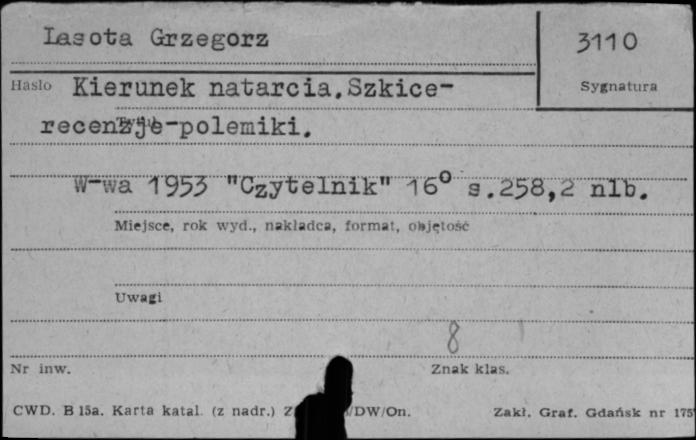 Lasota Grzegorz
3110
Hasło
Sygnatura
Kierunek natarcia.Szkice-
recenzje-polemiki.
W-wa 1953 "Czytelnik" 16° s.258,2 nlb.
Miejsce, rok wyd., nakładca, format, objętość
Uwagi
8
Nr inw.
Znak klas.
CWD. B 15a. Karta katal. (z nadr.) /DW/On.
Zakł. Graf. Gdańsk nr 175